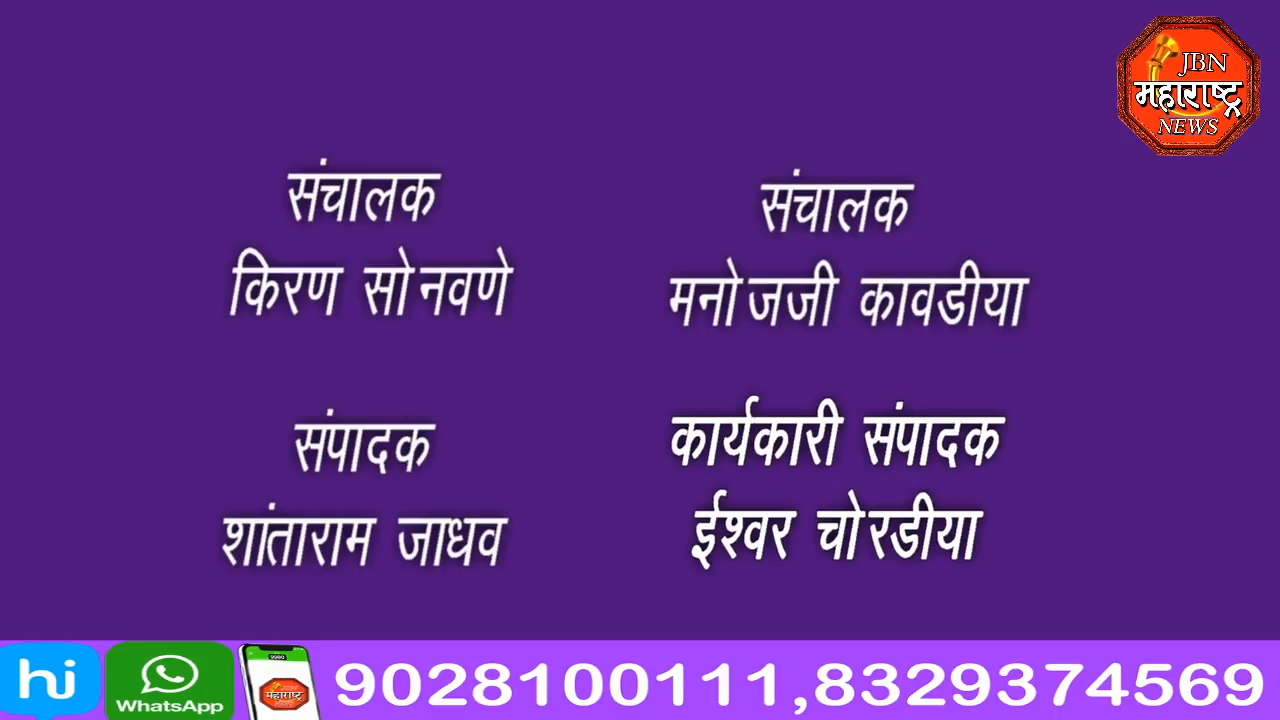 JBN
महाराष्ट्र
NEWS
संचालक
किरण सोनवणे
संचालक
मनोजजी कावडीया
संपादक
शांताराम जाधव
कार्यकारी संपादक
ईश्वर चोरडीया
hi
WhatsApp
महाराष्ट्र
9028100111,8329374569